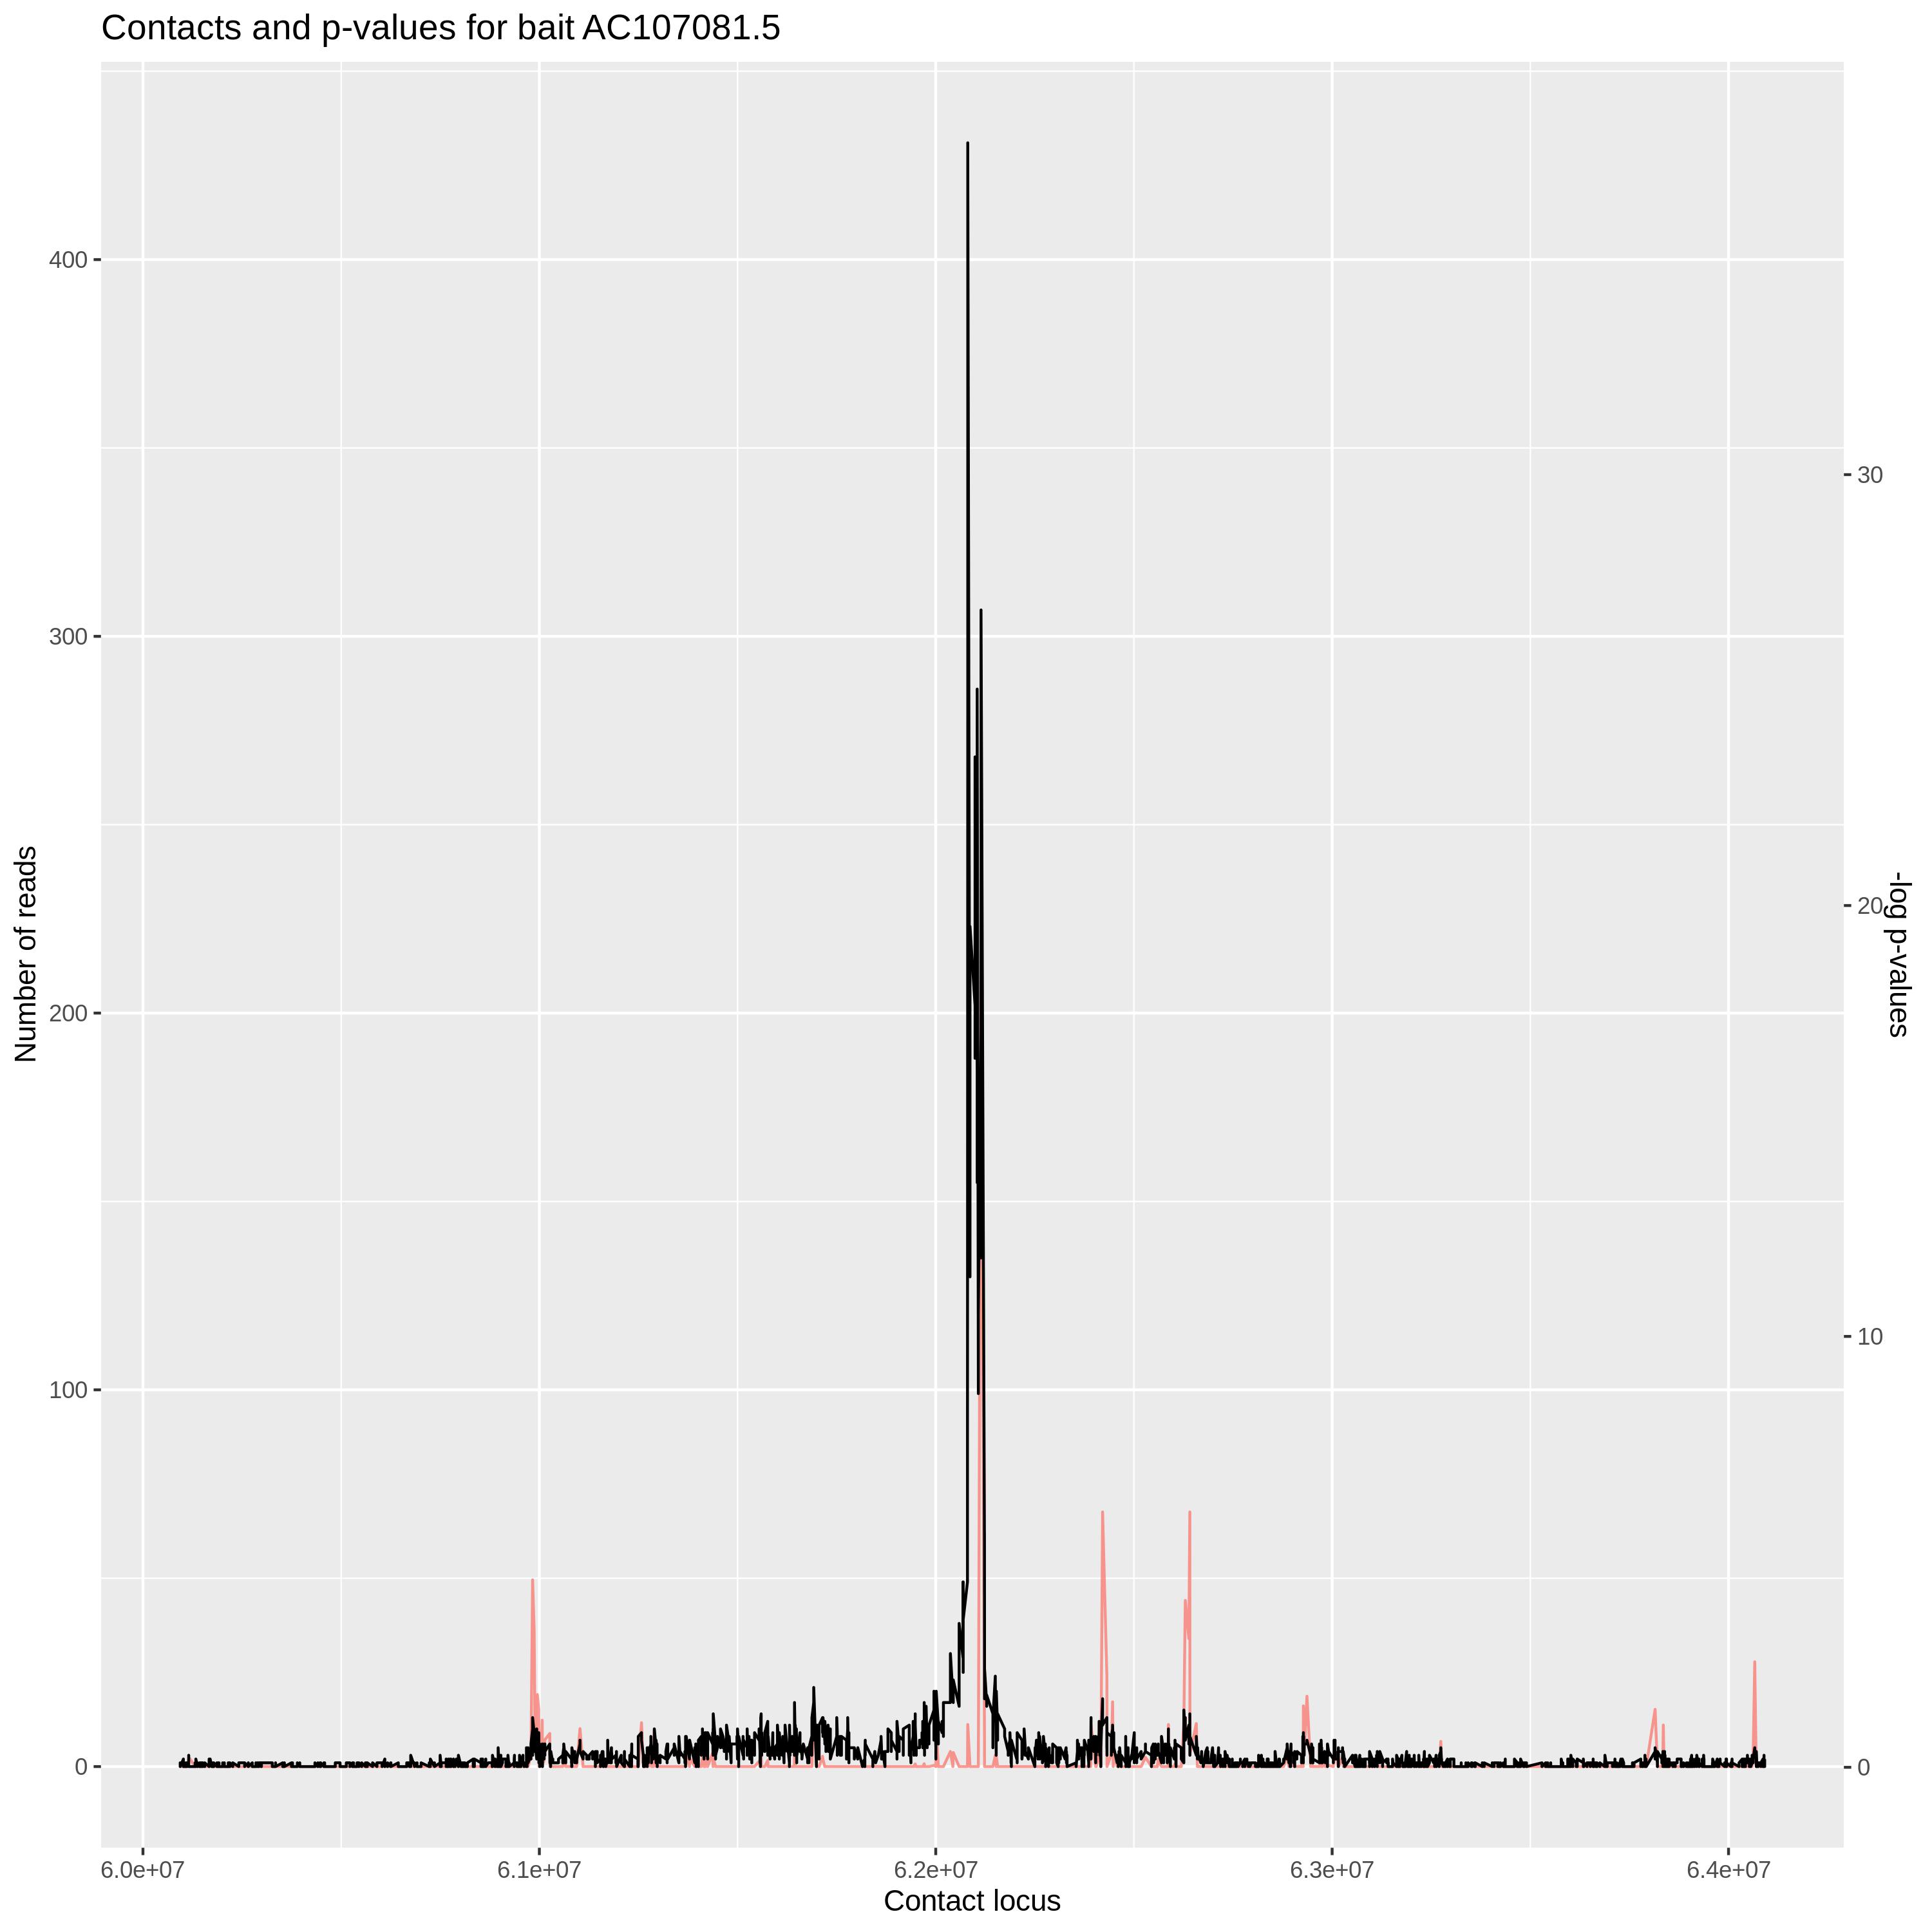 Contacts and p-values for bait AC107081.5
400
300
200
100
0
Number of reads
30
20
10
0
-log p-values
6.0e+07 6.1e+07 6.2e+07 6.3e+07 6.4e+07
Contact locus